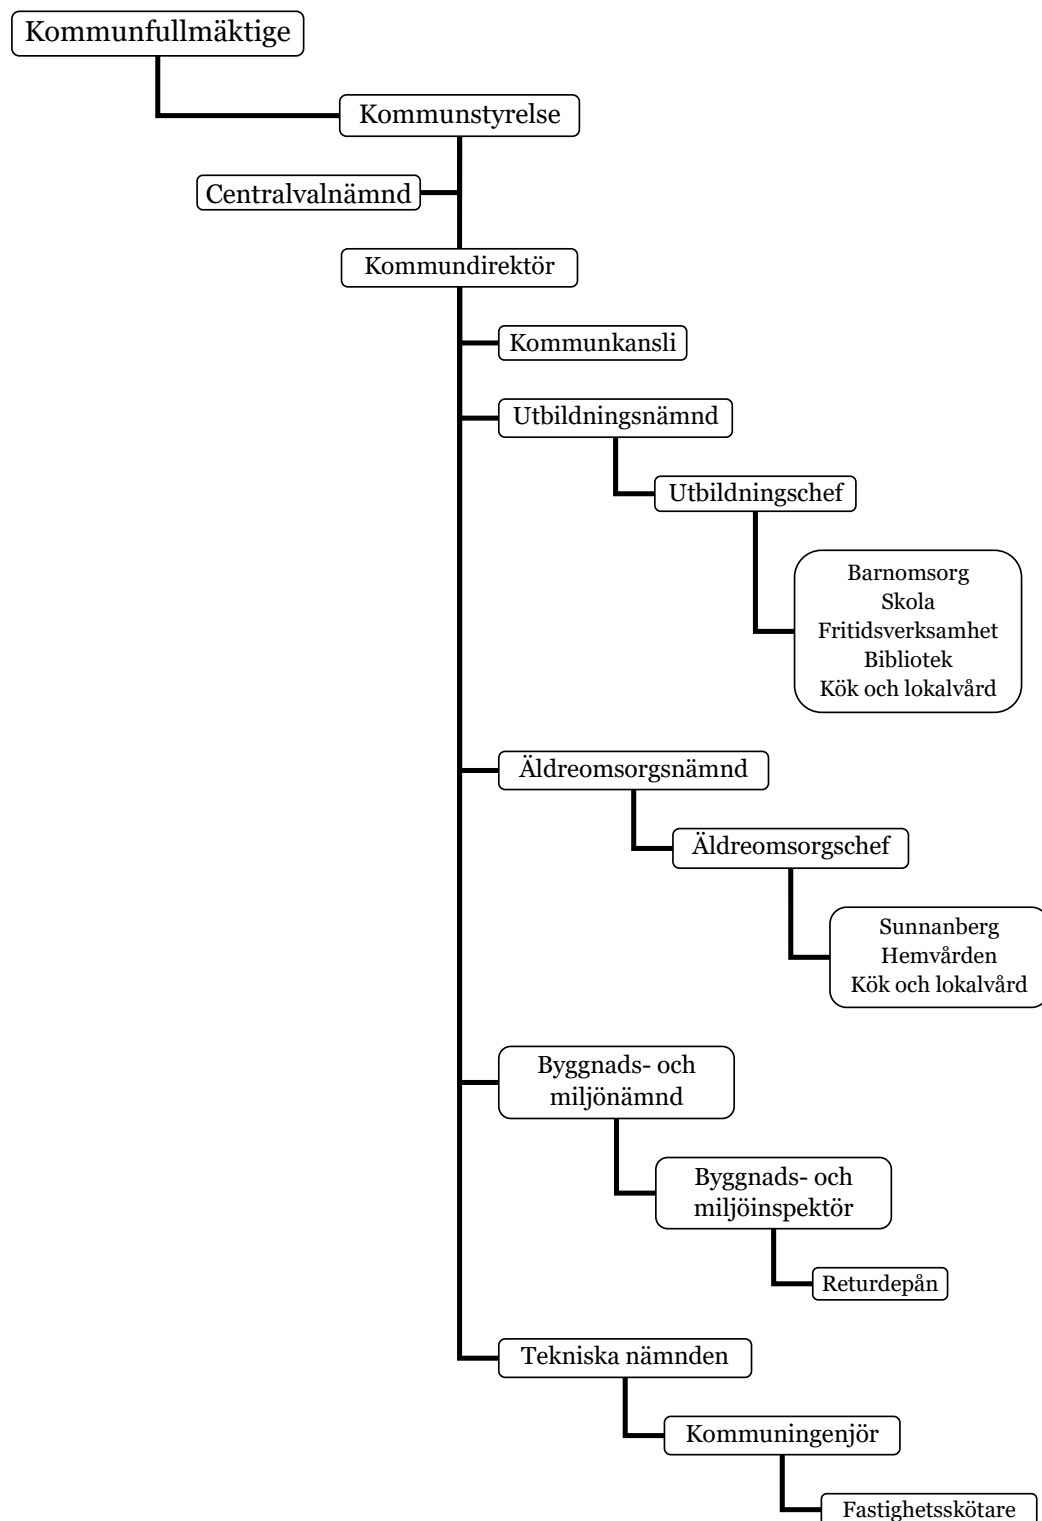 Kommunfullmäktige
Kommunstyrelse
Centralvalnämnd
Kommundirektör
Kommunkansli
Utbildningsnämnd
Utbildningschef
Barnomsorg
Skola
Fritidsverksamhet
Bibliotek
Kök och lokalvård
Äldreomsorgsnämnd
Äldreomsorgschef
Sunnanberg
Hemvården
Kök och lokalvård
Byggnads- och
miljönämnd
Byggnads- och
miljöinspektör
Returdepån
Tekniska nämnden
Kommuningenjör
Fastighetsskötare